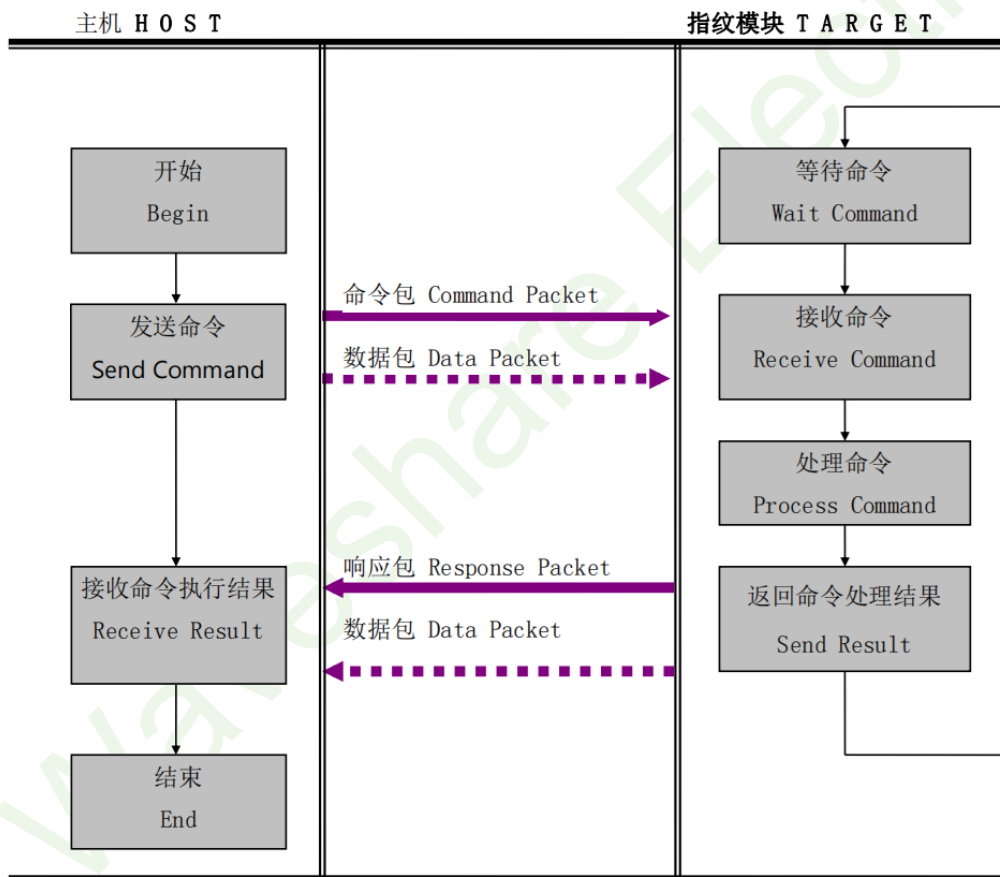 主机 HOST
指纹模块 TARGET
开始
Begin
发送命令
Send Command
接收命令执行结果
Receive Result
结束
End
命令包 Command Packet
数据包 Data Packet
响应包 Response Packet
数据包 Data Packet
等待命令
Wait Command
接收命令
Receive Command
处理命令
Process Command
返回命令处理结果
Send Result
Waveshare